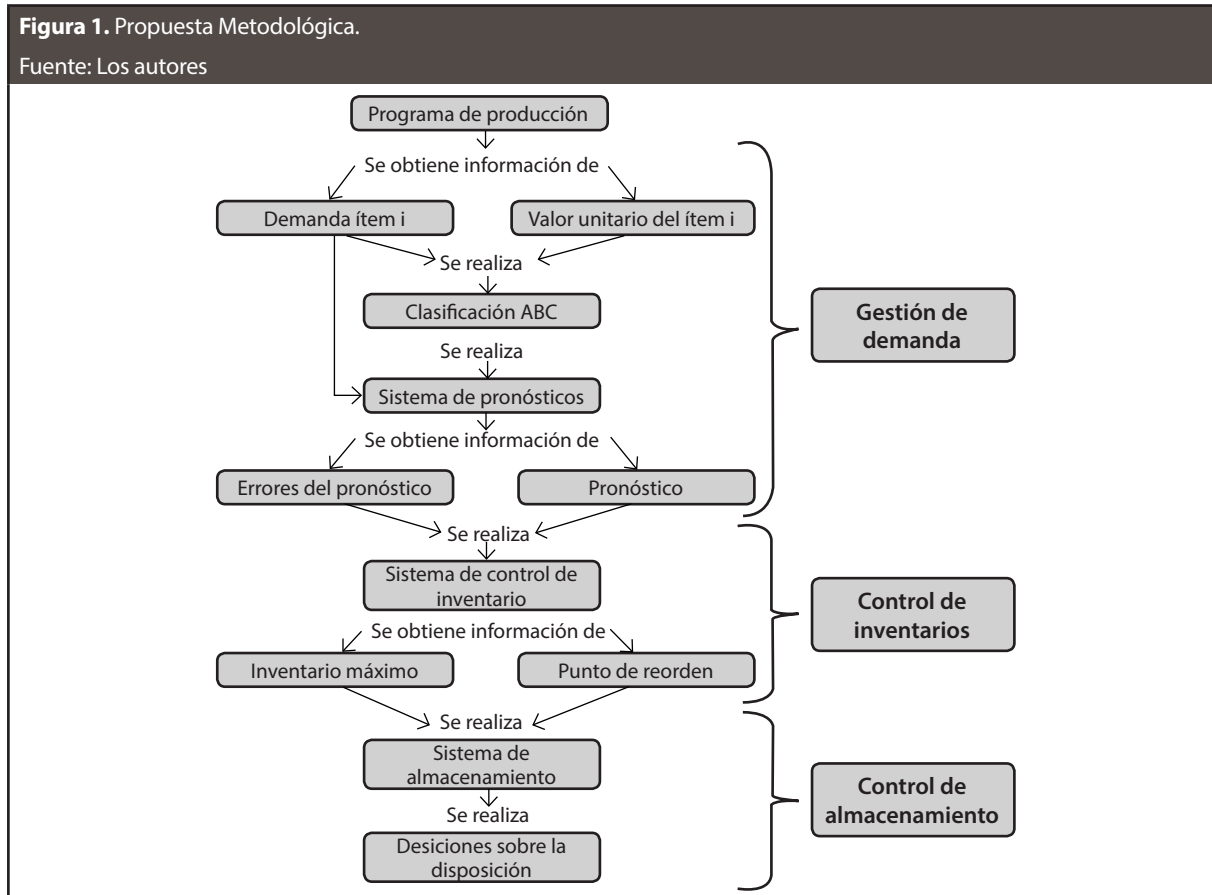 Figura 1. Propuesta Metodológica.
Fuente: Los autores
Programa de producción
Se obtiene información de
Demanda ítem i
Valor unitario del ítem i
Se realiza
Clasificación ABC
Se realiza
Sistema de pronósticos
Se obtiene información de
Errores del pronóstico
Pronóstico
Gestión de
demanda
Se realiza
Sistema de control de
inventario
Se obtiene información de
Inventario máximo
Punto de reorden
Control de
inventarios
Se realiza
Sistema de
almacenamiento
Se realiza
Desiciones sobre la
disposición
Control de
almacenamiento